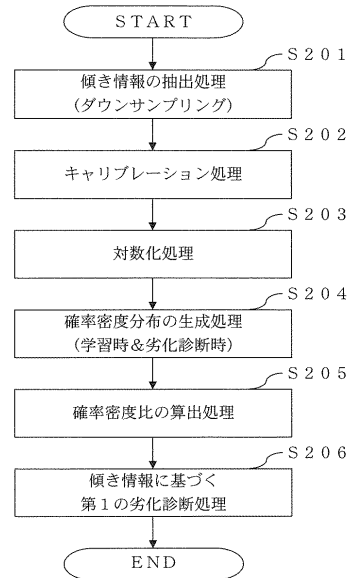 ＳＴＡＲＴ
Ｓ２０１
傾き情報の抽出処理
（ダウンサンプリング）
Ｓ２０２
キャリブレーション処理
Ｓ２０３
対数化処理
Ｓ２０４
確率密度分布の生成処理
（学習時＆劣化診断時）
Ｓ２０５
確率密度比の算出処理
Ｓ２０６
傾き情報に基づく
第１の劣化診断処理
ＥＮＤ